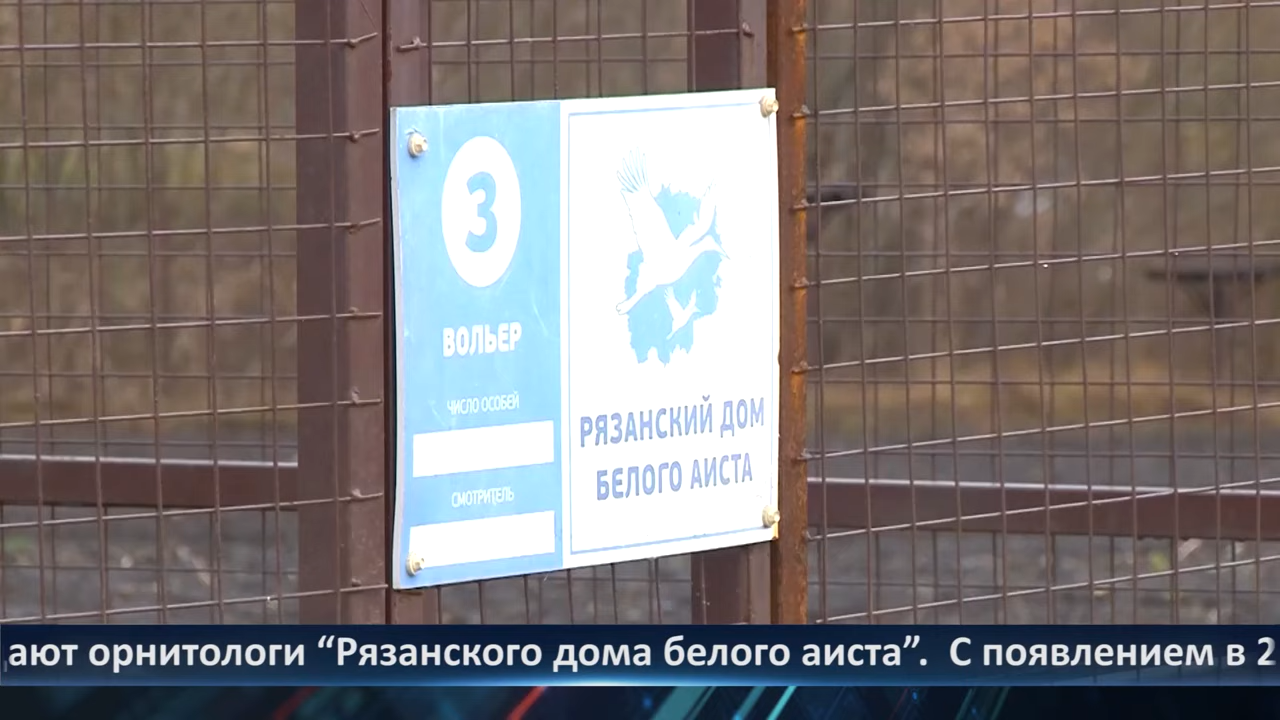 3
ВОЛЬЕР
ЧИСЛО ОСОБЕЙ
СМОТРИТЕЛЬ
РЯЗАНСКИЙ ДОМ
БЕЛОГО АИСТА
ают орнитологи “Рязанского дома белого аиста”. С появлением в 2